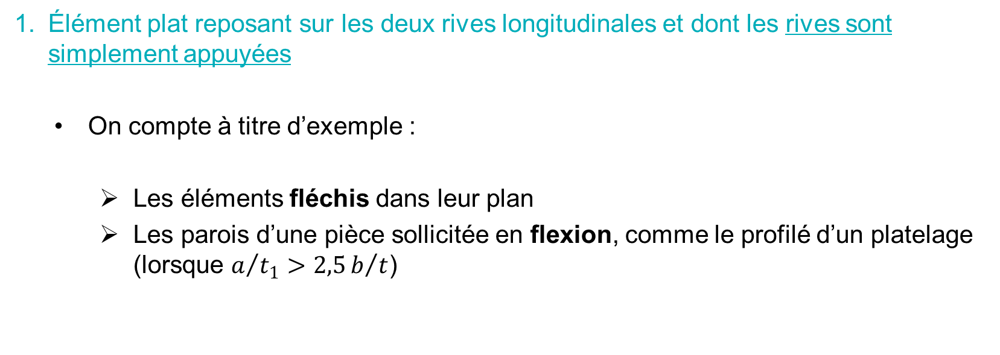 1. Élément plat reposant sur les deux rives longitudinales et dont les rives sont
simplement appuyées
• On compte à titre d’exemple :
➢ Les éléments fléchis dans leur plan
➢ Les parois d’une pièce sollicitée en flexion, comme le profilé d’un platelage
(lorsque a/t₁ > 2,5 b/t)